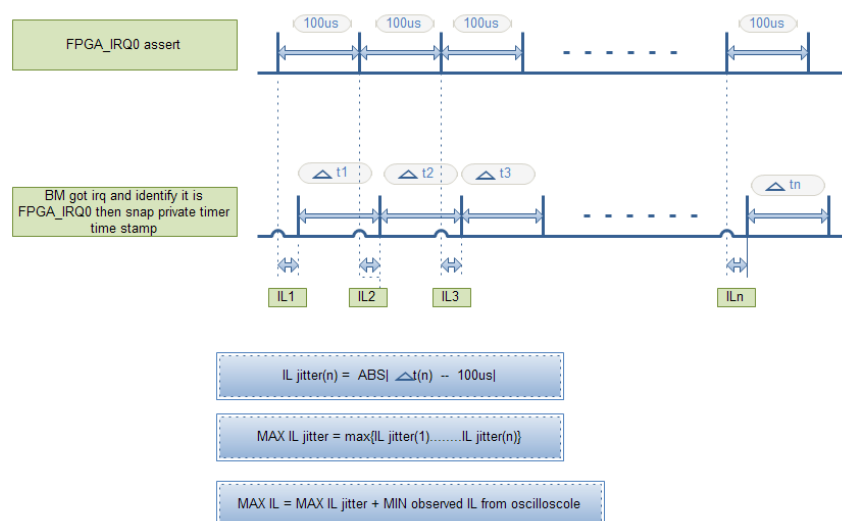 100us
100us
100us
100us
FPGA_IRQ0 assert
△ t1
△ t2
△ t3
△ tn
BM got irq and identify it is
FPGA_IRQ0 then snap private timer
time stamp
IL1
IL2
IL3
ILn
IL jitter(n) = ABS| △t(n) -- 100us|
MAX IL jitter = max{IL jitter(1)........IL jitter(n)}
MAX IL = MAX IL jitter + MIN observed IL from oscilloscole